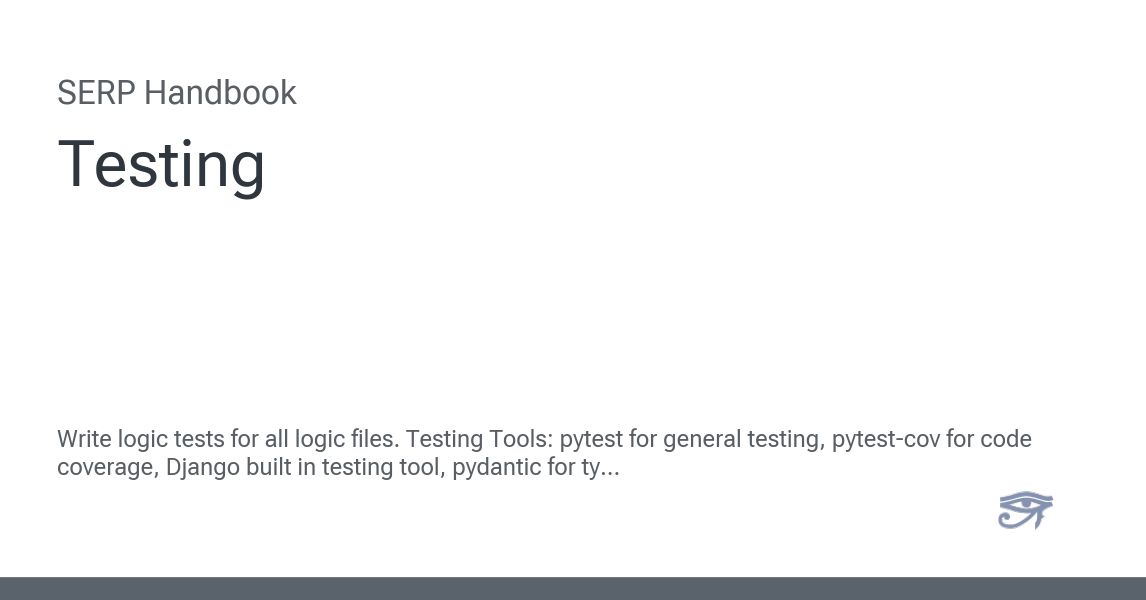 SERP Handbook
Testing
Write logic tests for all logic files. Testing Tools: pytest for general testing, pytest-cov for code
coverage, Django built in testing tool, pydantic for ty...